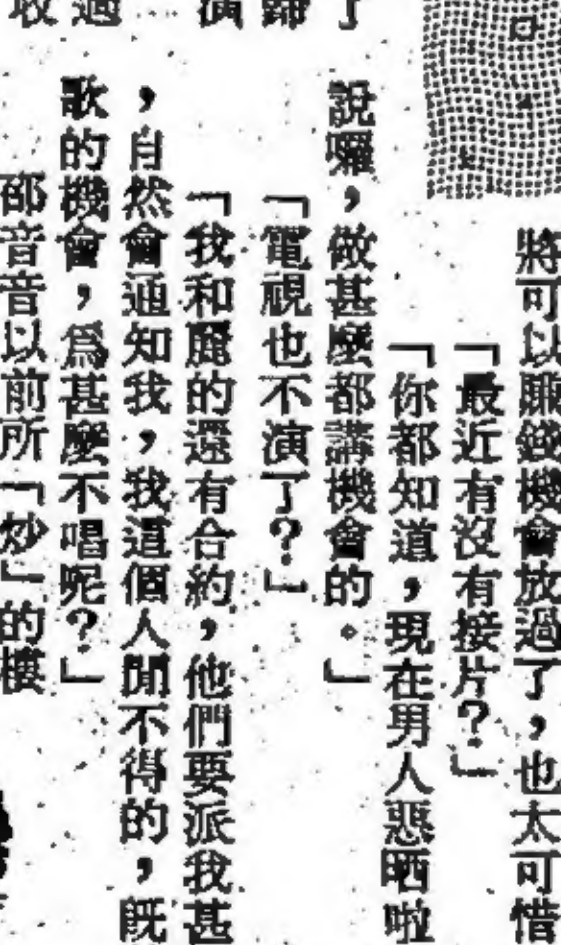 將可以賺錢機會放過了，也太可惜
「最近有沒有接片？」
「你都知道，現在男人惡晒啦
說囉，做甚麼都講機會的。」
「電視也不演了？」
「我和麗的還有合約，他們要派我甚
，自然會通知我，我這個人閒不得的，既
歌的機會，爲甚麼不唱呢？」
邵音音以前所「炒」的樓